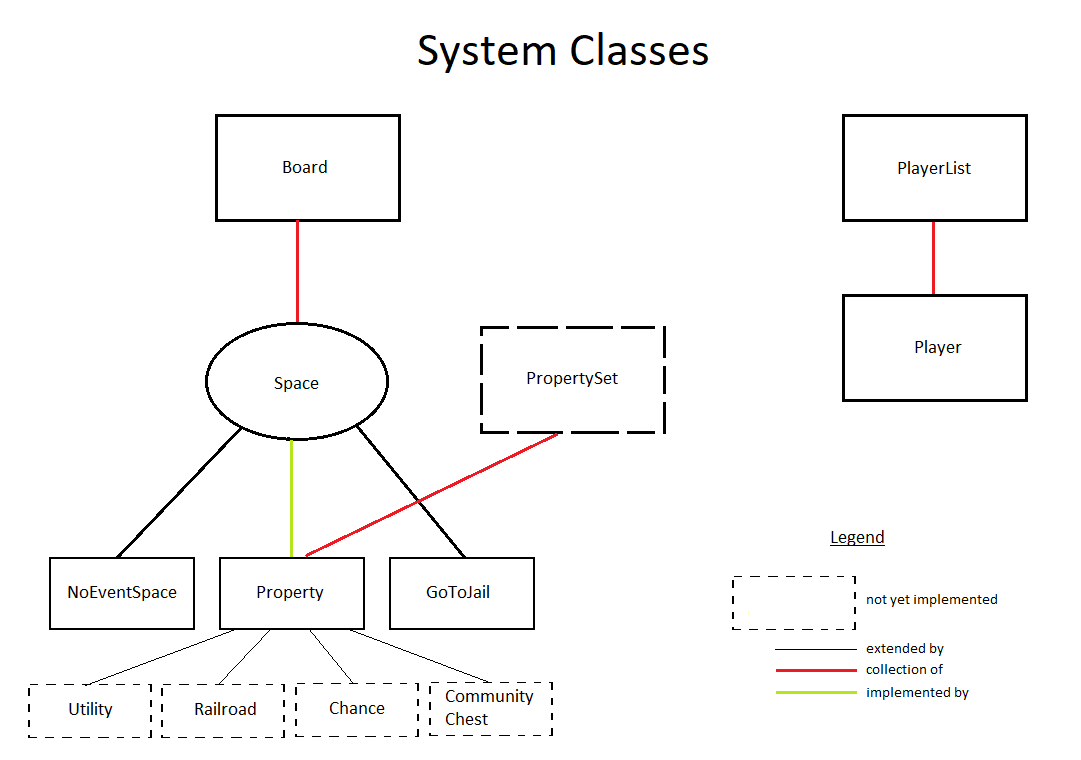 System Classes
Board
PlayerList
Space
PropertySet
Player
NoEventSpace
Property
GoToJail
Utility
Railroad
Chance
Community
Chest
Legend
not yet implemented
extended by
collection of
implemented by